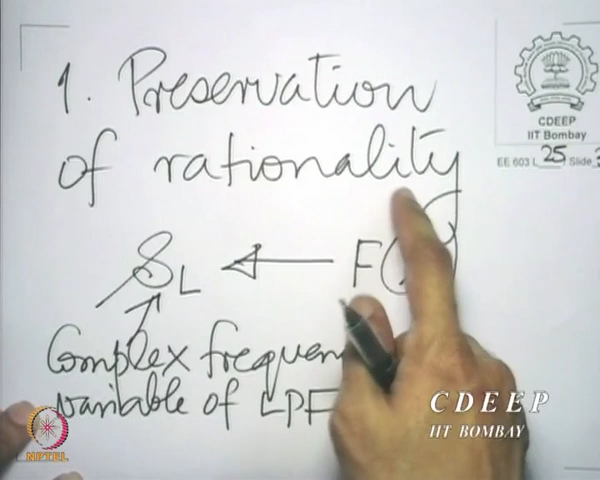 1. Preservation
of rationality
S_L ← F(
Complex
variable of LPF
CDEEP
IIT Bombay
EE 603 L 25 Slide
CDEEP
IIT BOMBAY
NPTEL